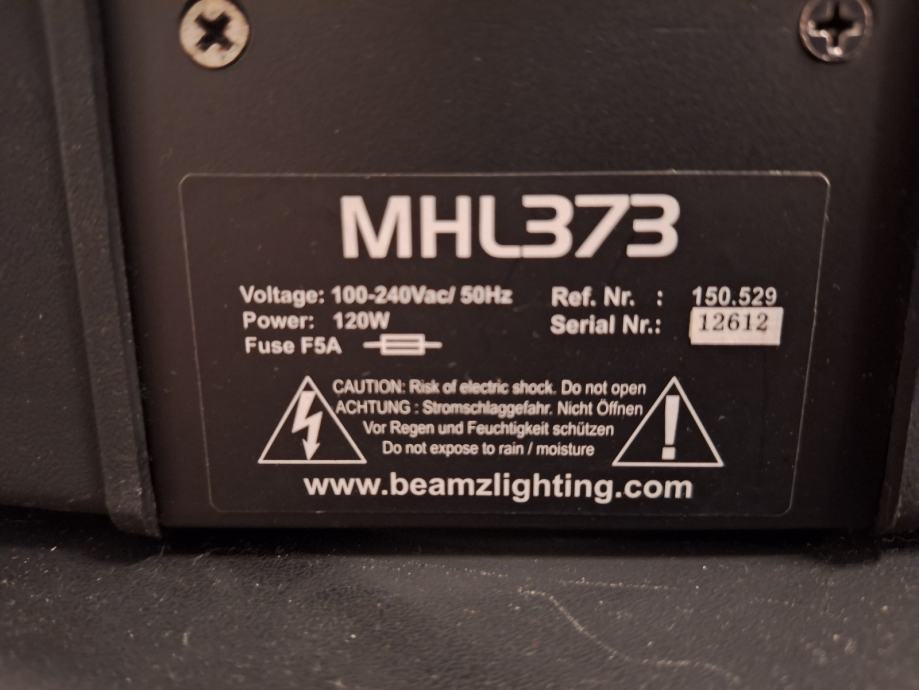 MHL373
Voltage: 100-240Vac/ 50Hz
Power: 120W
Fuse F5A
Ref. Nr. : 150.529
Serial Nr.: 12612
CAUTION: Risk of electric shock. Do not open
ACHTUNG : Stromschlaggefahr. Nicht Öffnen
Vor Regen und Feuchtigkeit schützen
Do not expose to rain / moisture
www.beamzlighting.com